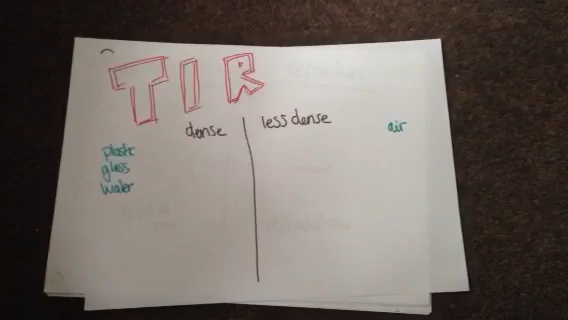 TIR
dense less dense air
plastic
glass
water